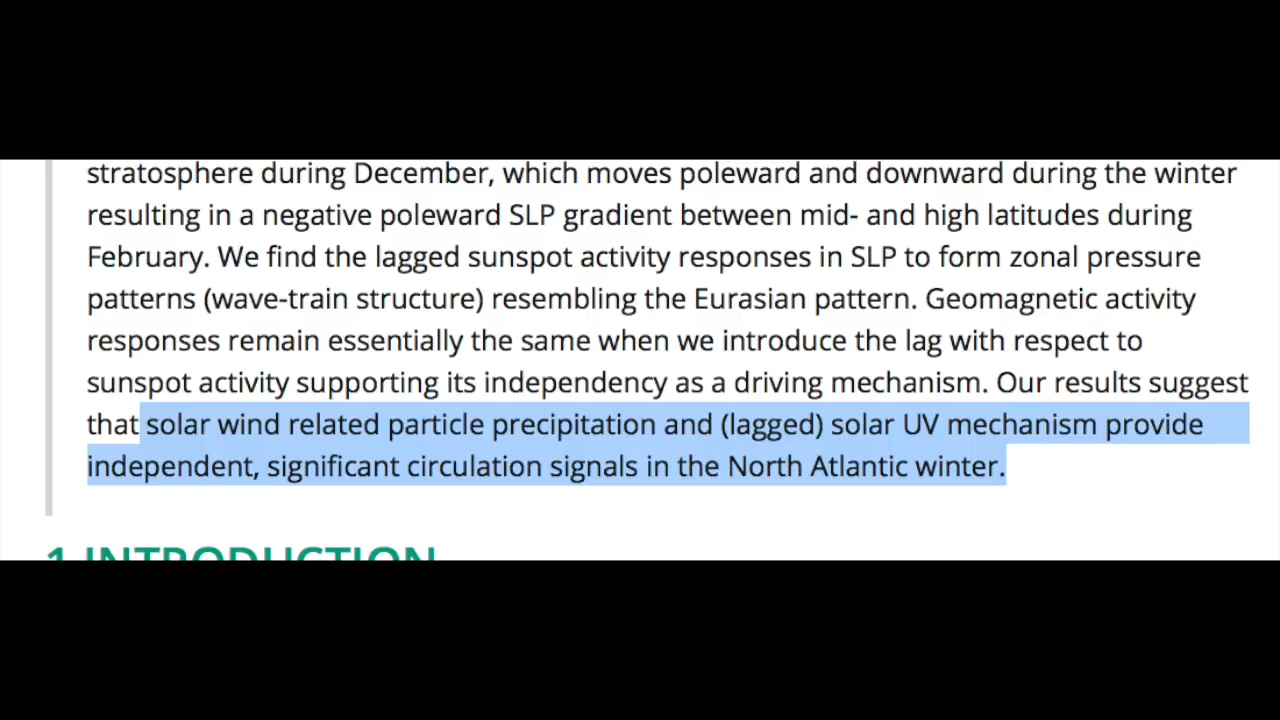 stratosphere during December, which moves poleward and downward during the winter
resulting in a negative poleward SLP gradient between mid- and high latitudes during
February. We find the lagged sunspot activity responses in SLP to form zonal pressure
patterns (wave-train structure) resembling the Eurasian pattern. Geomagnetic activity
responses remain essentially the same when we introduce the lag with respect to
sunspot activity supporting its independency as a driving mechanism. Our results suggest
that solar wind related particle precipitation and (lagged) solar UV mechanism provide
independent, significant circulation signals in the North Atlantic winter.
1 INTRODUCTION